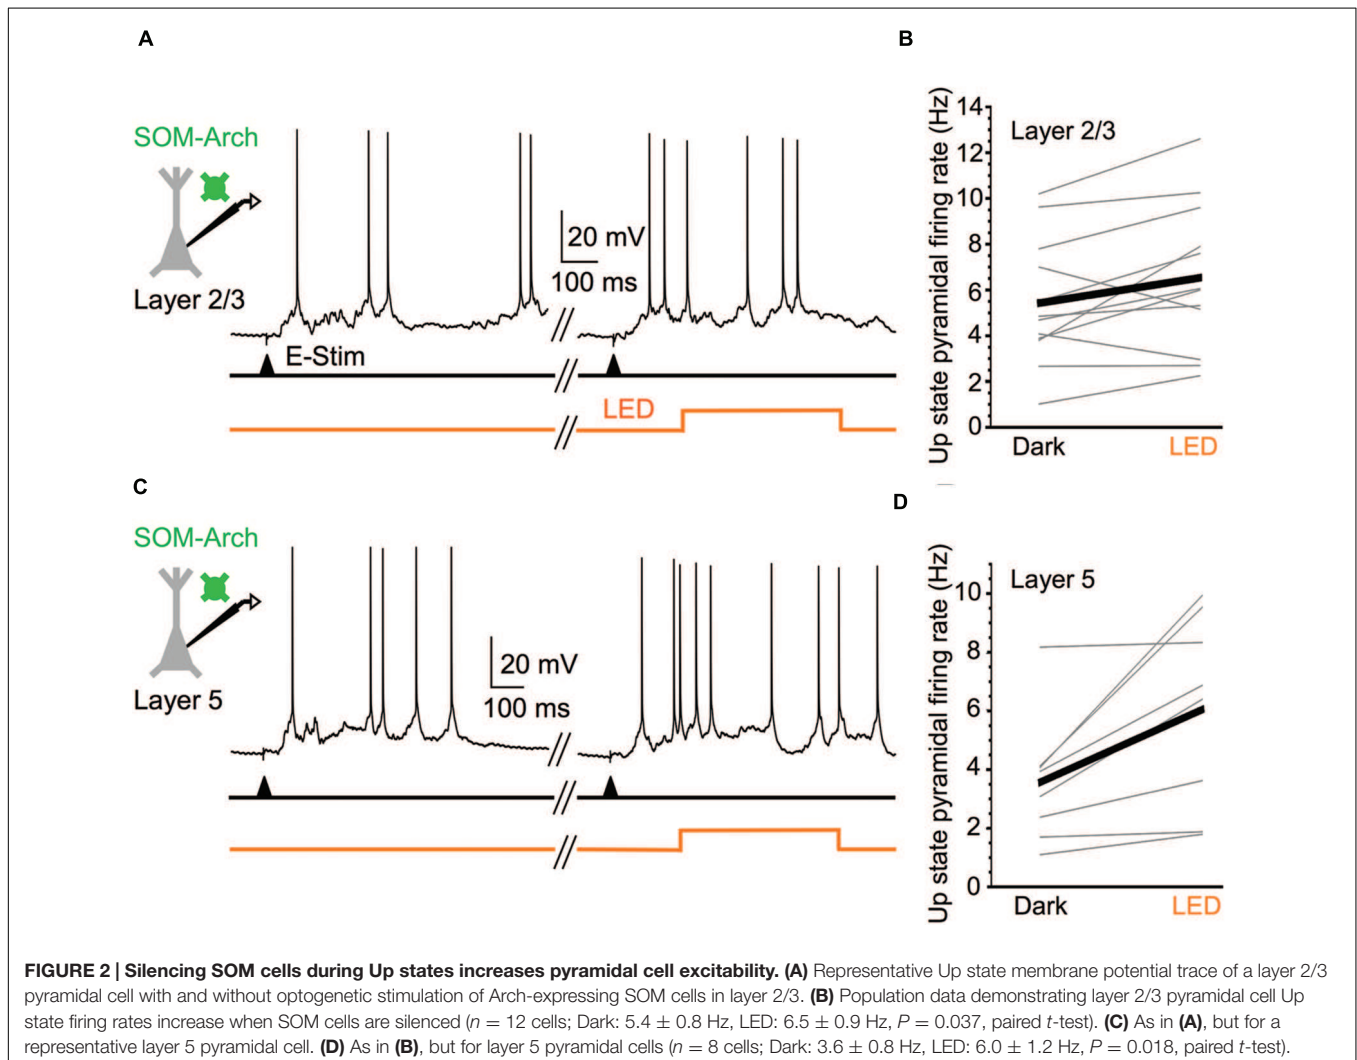 A
B
SOM-Arch
Layer 2/3
20 mV
100 ms
E-Stim
LED
Up state pyramidal firing rate (Hz)
14
12
10
8
6
4
2
0
Layer 2/3
Dark
LED
C
D
SOM-Arch
Layer 5
20 mV
100 ms
Up state pyramidal firing rate (Hz)
10
8
6
4
2
0
Layer 5
Dark
LED
FIGURE 2 | Silencing SOM cells during Up states increases pyramidal cell excitability. (A) Representative Up state membrane potential trace of a layer 2/3
pyramidal cell with and without optogenetic stimulation of Arch-expressing SOM cells in layer 2/3. (B) Population data demonstrating layer 2/3 pyramidal cell Up
state firing rates increase when SOM cells are silenced (n = 12 cells; Dark: 5.4 ± 0.8 Hz, LED: 6.5 ± 0.9 Hz, P = 0.037, paired t-test). (C) As in (A), but for a
representative layer 5 pyramidal cell. (D) As in (B), but for layer 5 pyramidal cells (n = 8 cells; Dark: 3.6 ± 0.8 Hz, LED: 6.0 ± 1.2 Hz, P = 0.018, paired t-test).